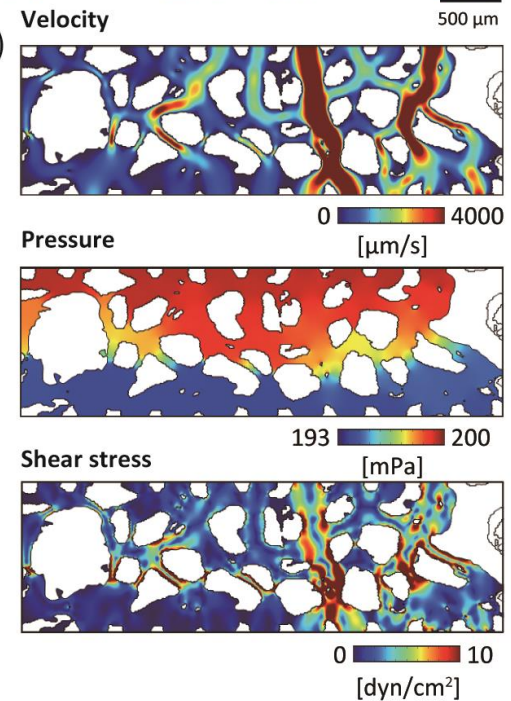 )
Velocity
500 µm
0 4000
[µm/s]
Pressure
193 200
[mPa]
Shear stress
0 10
[dyn/cm²]